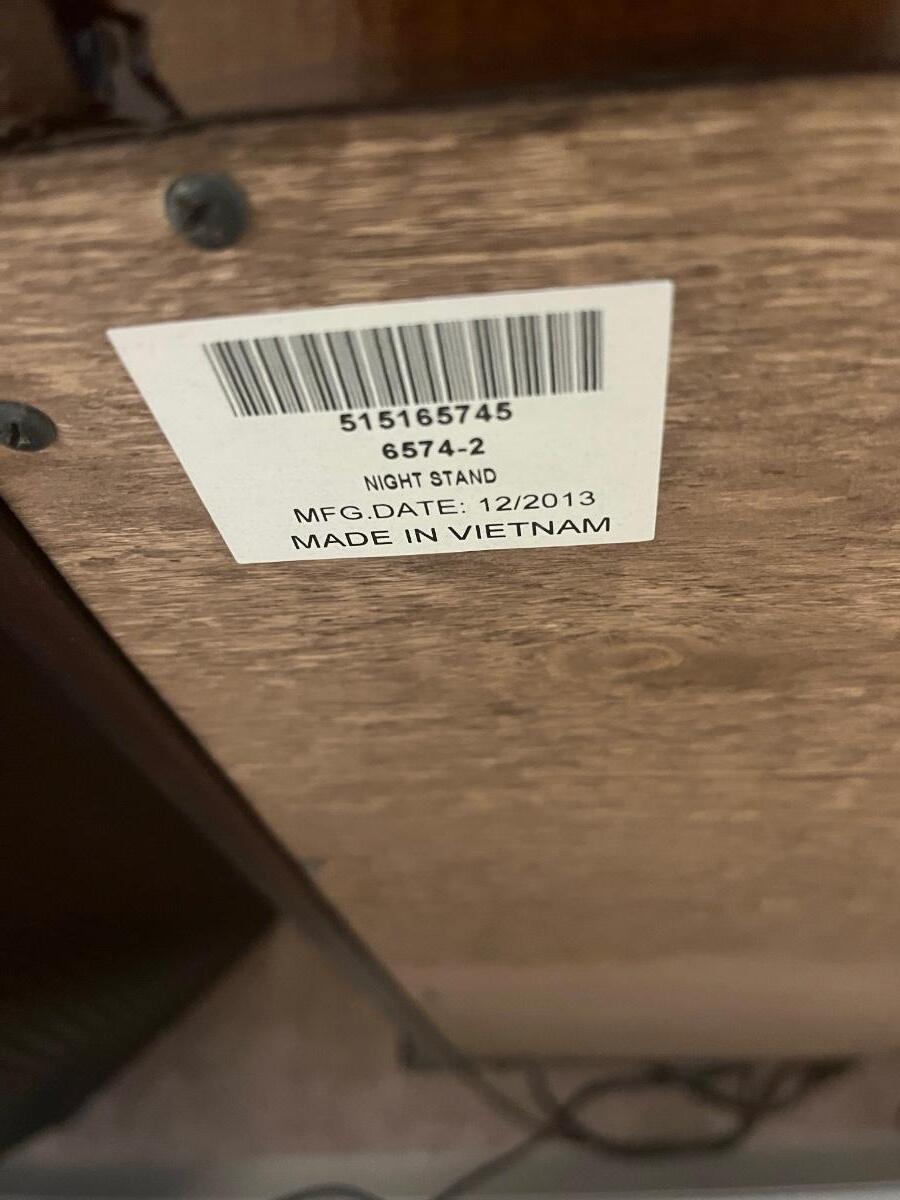 515165745
6574-2
NIGHT STAND
MFG.DATE: 12/2013
MADE IN VIETNAM